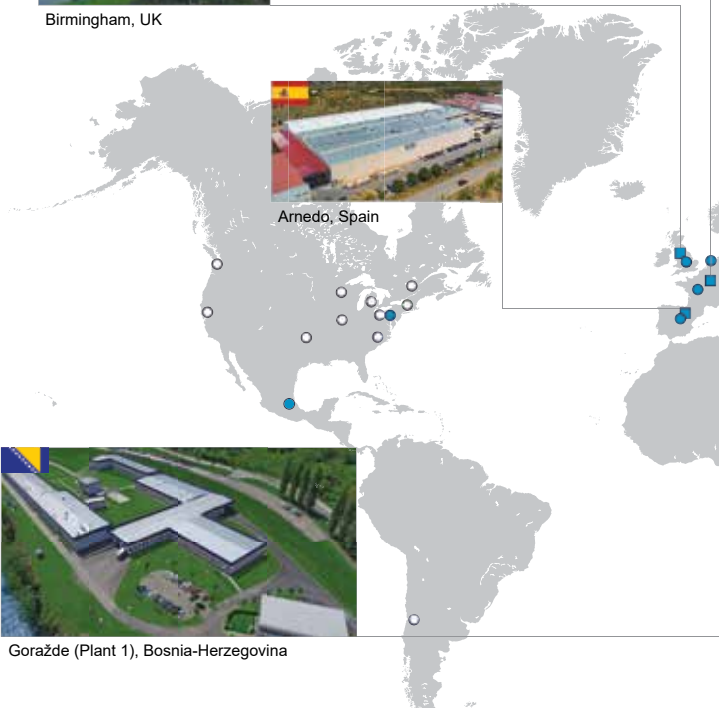 Birmingham, UK
Arnedo, Spain
Goražde (Plant 1), Bosnia-Herzegovina